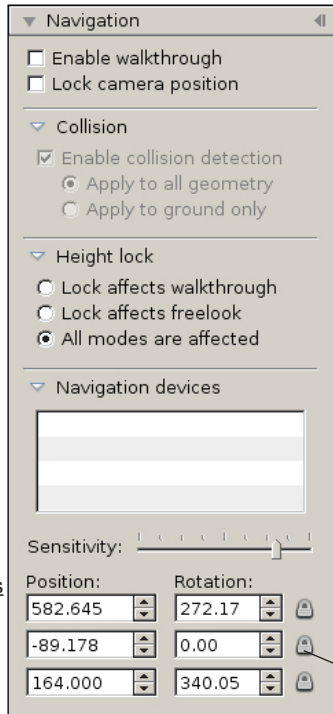 Navigation
Enable walkthrough
Lock camera position
Collision
Enable collision detection
Apply to all geometry
Apply to ground only
Height lock
Lock affects walkthrough
Lock affects freelook
All modes are affected
Navigation devices
Sensitivity:
Position: Rotation:
582.645 272.17
-89.178 0.00
164.000 340.05